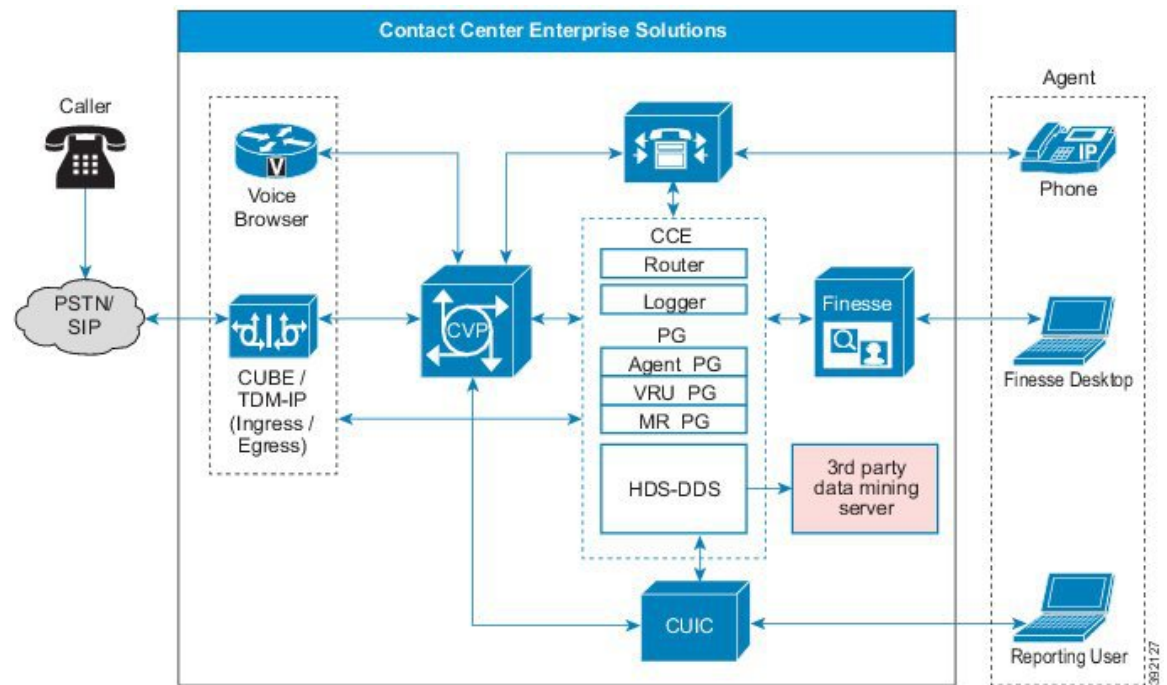 Contact Center Enterprise Solutions
Caller
PSTN/
SIP
V
Voice
Browser
CUBE /
TDM-IP
(Ingress /
Egress)
CVP
CCE
Router
Logger
PG
Agent PG
VRU PG
MR PG
HDS-DDS
3rd party
data mining
server
Finesse
CUIC
Agent
IP
Phone
Finesse Desktop
Reporting User
392127